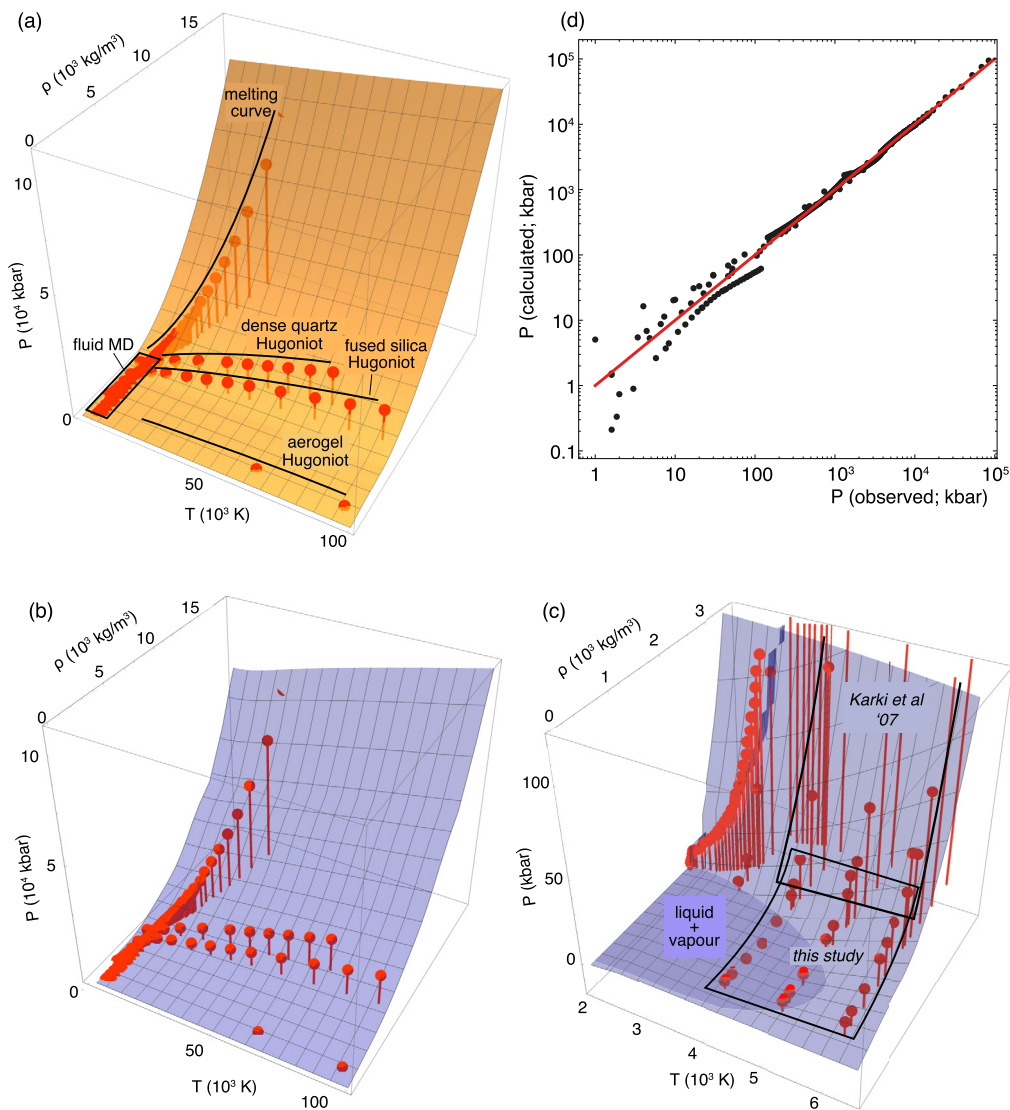 (a)
ρ (10³ kg/m³)
15
10
5
0
melting
curve
10
5
0
P (10⁴ kbar)
fluid MD
dense quartz
Hugoniot
fused silica
Hugoniot
aerogel
Hugoniot
50
100
T (10³ K)
(d)
10⁵
10⁴
10³
100
10
1
0.1
P (calculated; kbar)
1
10
100
10³
10⁴
10⁵
P (observed; kbar)
(b)
ρ (10³ kg/m³)
15
10
5
0
10
5
0
P (10⁴ kbar)
50
100
T (10³ K)
(c)
ρ (10³ kg/m³)
3
2
1
0
Karki et al
‘07
100
50
0
P (kbar)
liquid
+
vapour
this study
2
3
4
5
6
T (10³ K)